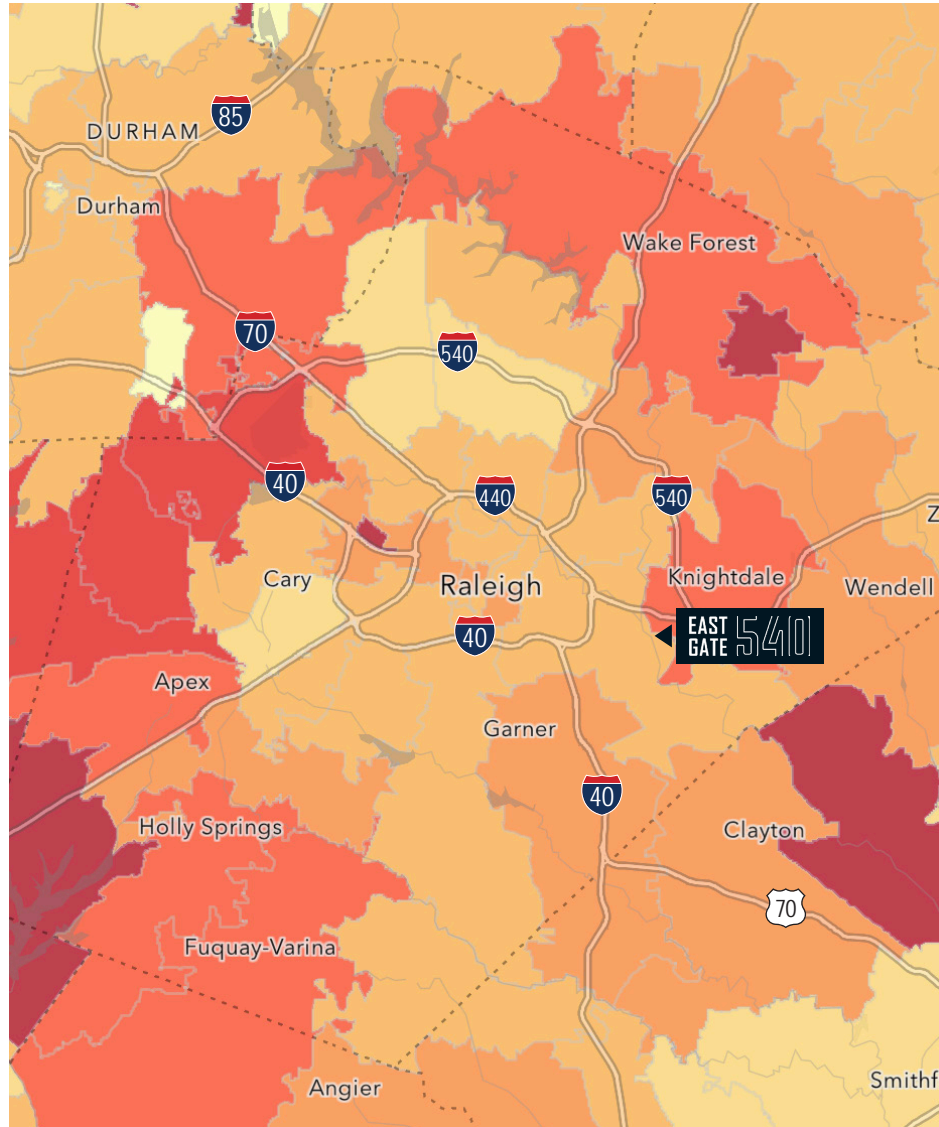 85
DURHAM
Durham
Wake Forest
70
540
40
440
540
Z
Cary
Raleigh
Knightdale
Wendell
40
EAST
GATE 540
Apex
Garner
40
Holly Springs
Clayton
70
Fuquay-Varina
Angier
Smithf